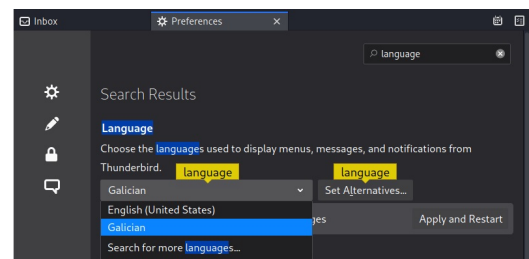 Inbox
Preferences
language
Search Results
Language
Choose the languages used to display menus, messages, and notifications from
Thunderbird.
language
language
Galician
Set Alternatives...
English (United States)
Galician
Apply and Restart
Search for more languages...